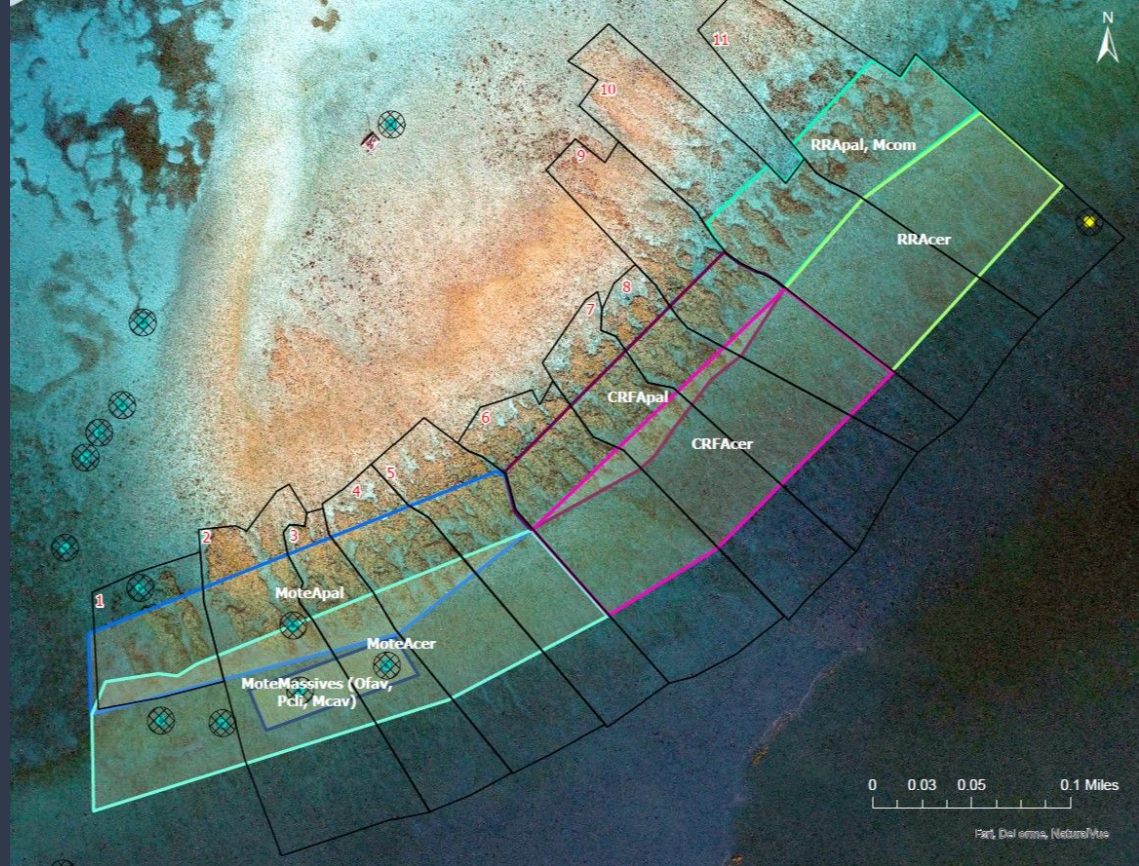 N
11
10
RRApal, Mcom
9
RRAcer
8
7
CRFApal
6
CRFAcer
5
4
3
2
MoteApal
1
MoteAcer
MoteMassives (Ofav,
Pcli, Mcav)
0 0.03 0.05 0.1 Miles
NaturalVue